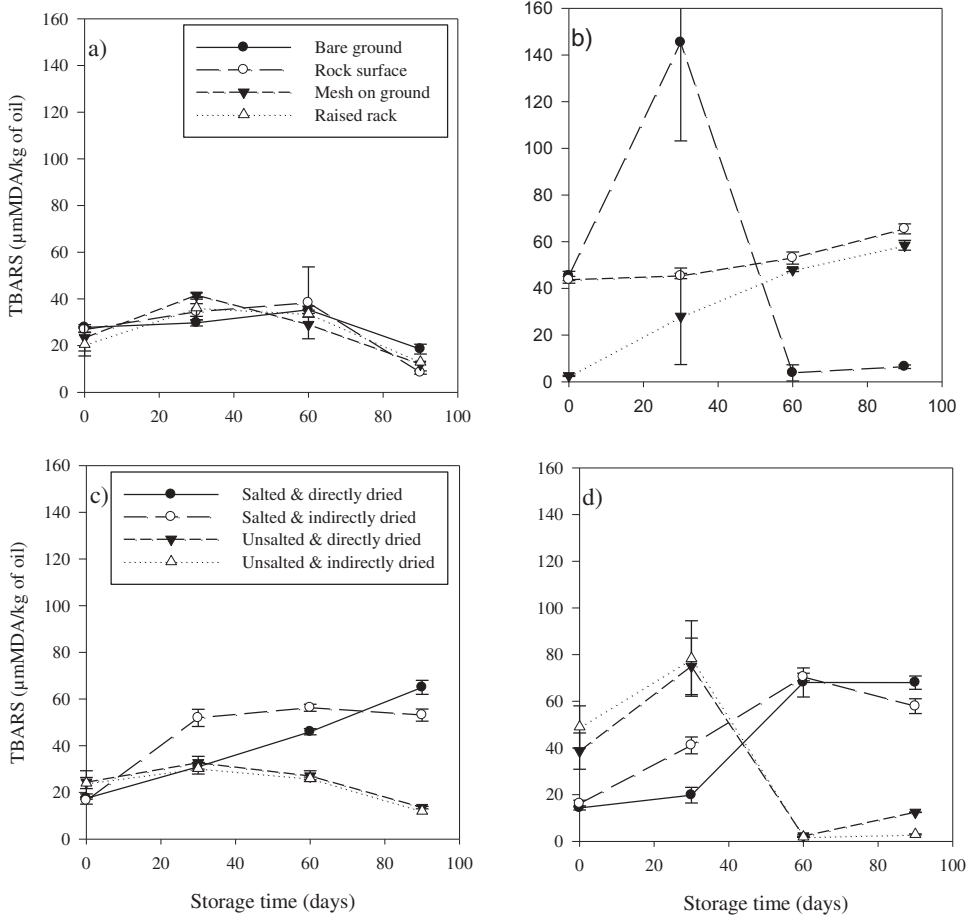 a)
Bare ground
Rock surface
Mesh on ground
Raised rack
160
140
120
100
80
60
40
20
0
0 20 40 60 80 100
TBARS (µmMDA/kg of oil)
b)
160
140
120
100
80
60
40
20
0
0 20 40 60 80 100
c)
Salted & directly dried
Salted & indirectly dried
Unsalted & directly dried
Unsalted & indirectly dried
160
140
120
100
80
60
40
20
0
0 20 40 60 80 100
TBARS (µmMDA/kg of oil)
Storage time (days)
d)
160
140
120
100
80
60
40
20
0
0 20 40 60 80 100
Storage time (days)